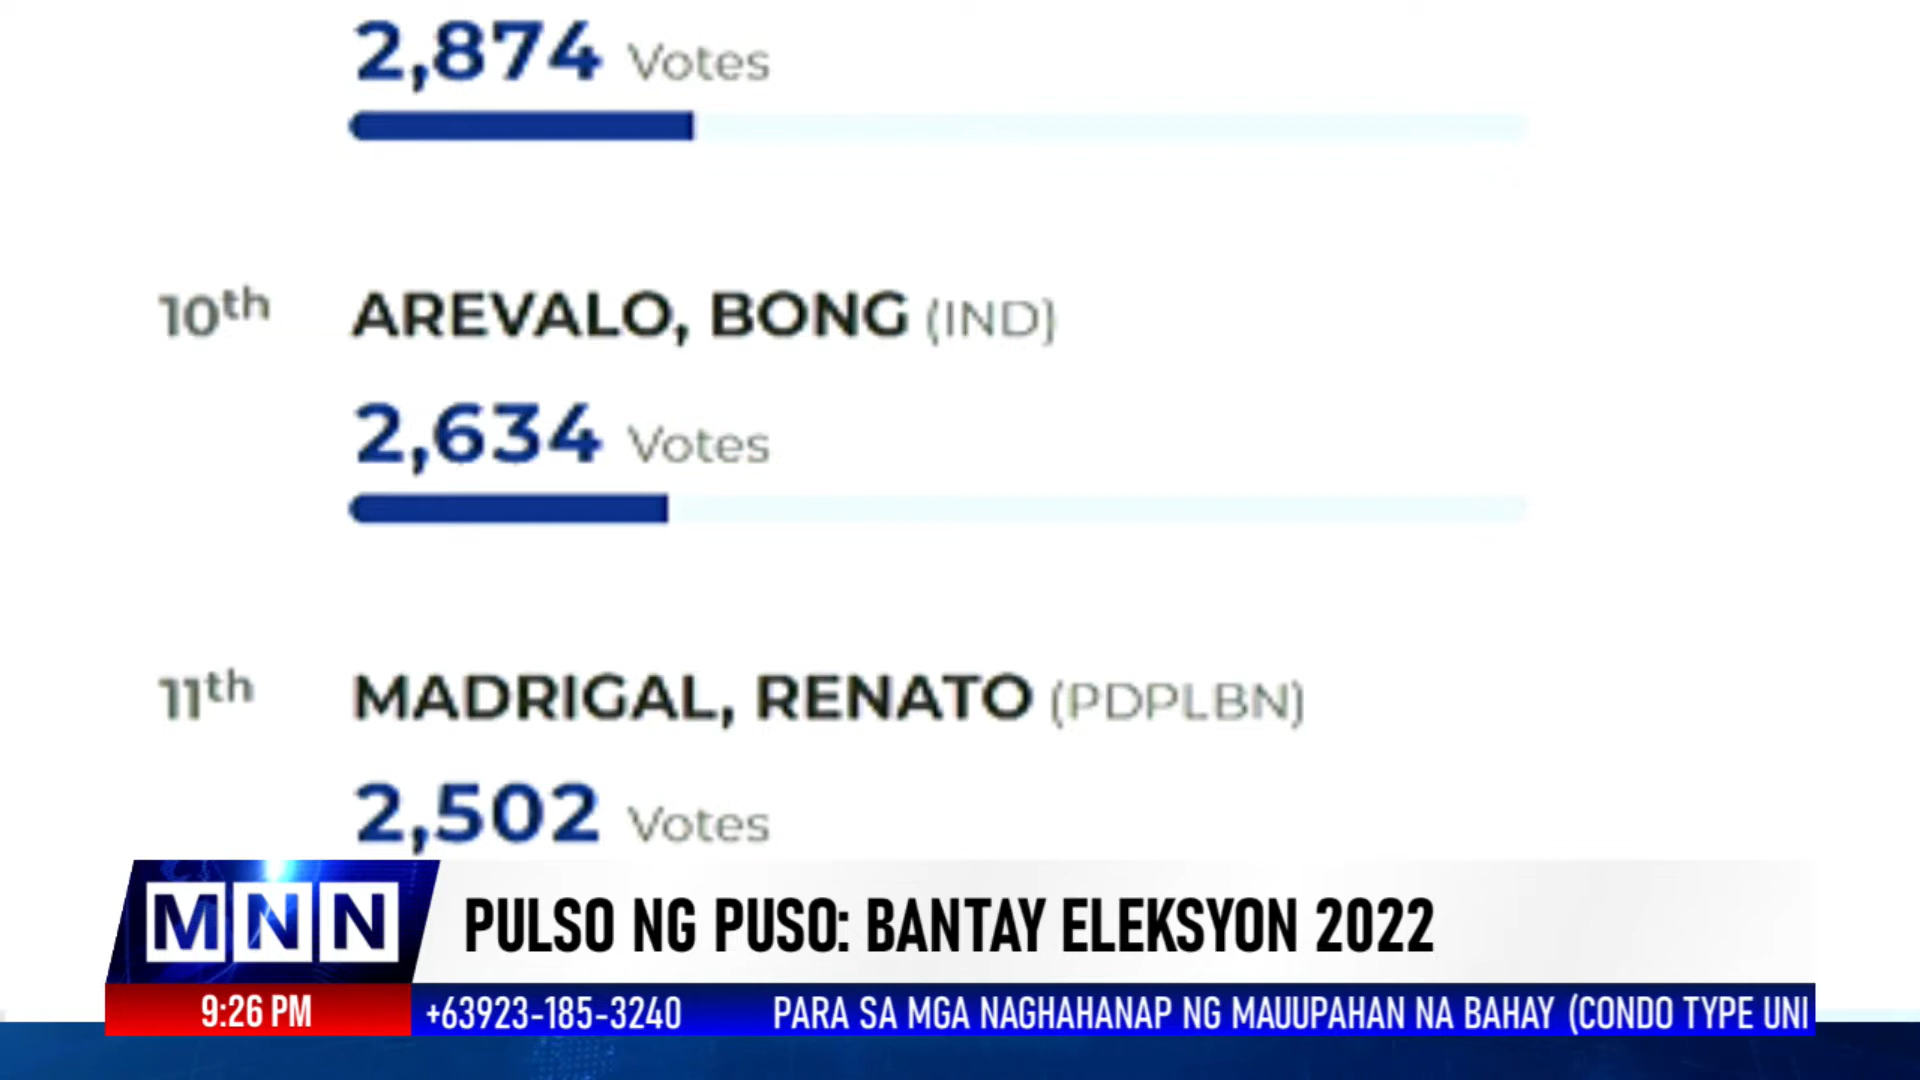 2,874 Votes
10th AREVALO, BONG (IND)
2,634 Votes
11th MADRIGAL, RENATO (PDPLBN)
2,502 Votes
MNN PULSO NG PUSO: BANTAY ELEKSYON 2022
9:26 PM +63923-185-3240 PARA SA MGA NAGHAHANAP NG MAUUPAHAN NA BAHAY (CONDO TYPE UNI